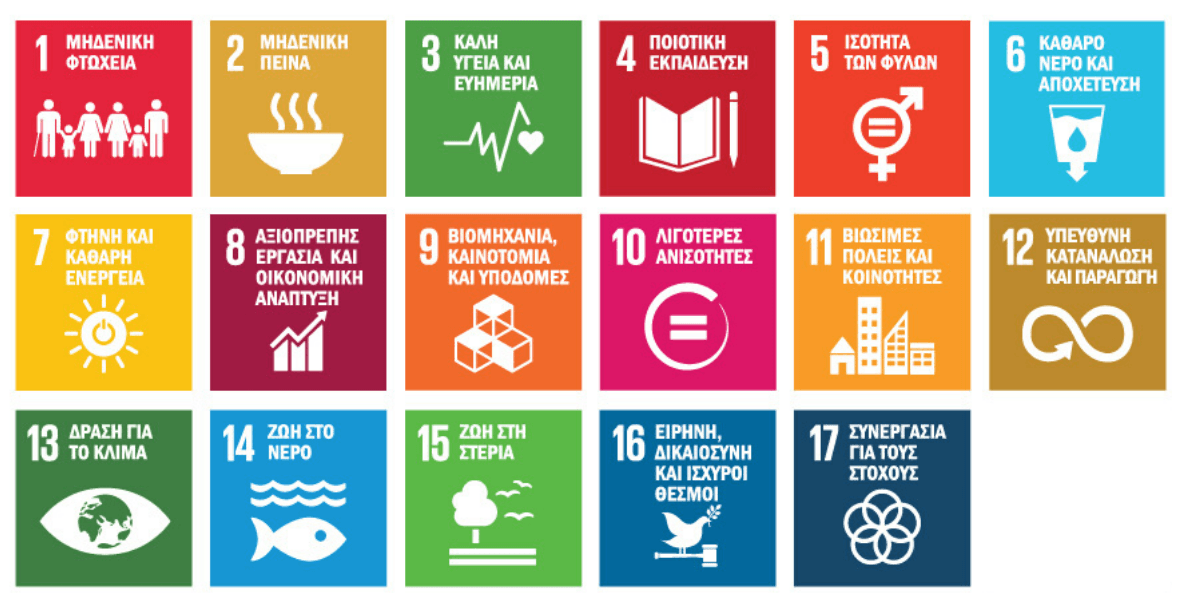 1 ΜΗΔΕΝΙΚΗ
ΦΤΩΧΕΙΑ
2 ΜΗΔΕΝΙΚΗ
ΠΕΙΝΑ
3 ΚΑΛΗ
ΥΓΕΙΑ ΚΑΙ
ΕΥΗΜΕΡΙΑ
4 ΠΟΙΟΤΙΚΗ
ΕΚΠΑΙΔΕΥΣΗ
5 ΙΣΟΤΗΤΑ
ΤΩΝ ΦΥΛΩΝ
6 ΚΑΘΑΡΟ
ΝΕΡΟ ΚΑΙ
ΑΠΟΧΕΤΕΥΣΗ
7 ΦΤΗΝΗ ΚΑΙ
ΚΑΘΑΡΗ
ΕΝΕΡΓΕΙΑ
8 ΑΞΙΟΠΡΕΠΗΣ
ΕΡΓΑΣΙΑ ΚΑΙ
ΟΙΚΟΝΟΜΙΚΗ
ΑΝΑΠΤΥΞΗ
9 ΒΙΟΜΗΧΑΝΙΑ,
ΚΑΙΝΟΤΟΜΙΑ
ΚΑΙ ΥΠΟΔΟΜΕΣ
10 ΛΙΓΟΤΕΡΕΣ
ΑΝΙΣΟΤΗΤΕΣ
11 ΒΙΩΣΙΜΕΣ
ΠΟΛΕΙΣ ΚΑΙ
ΚΟΙΝΟΤΗΤΕΣ
12 ΥΠΕΥΘΥΝΗ
ΚΑΤΑΝΑΛΩΣΗ
ΚΑΙ ΠΑΡΑΓΩΓΗ
13 ΔΡΑΣΗ ΓΙΑ
ΤΟ ΚΛΙΜΑ
14 ΖΩΗ ΣΤΟ
ΝΕΡΟ
15 ΖΩΗ ΣΤΗ
ΣΤΕΡΙΑ
16 ΕΙΡΗΝΗ,
ΔΙΚΑΙΟΣΥΝΗ
ΚΑΙ ΙΣΧΥΡΟΙ
ΘΕΣΜΟΙ
17 ΣΥΝΕΡΓΑΣΙΑ
ΓΙΑ ΤΟΥΣ
ΣΤΟΧΟΥΣ